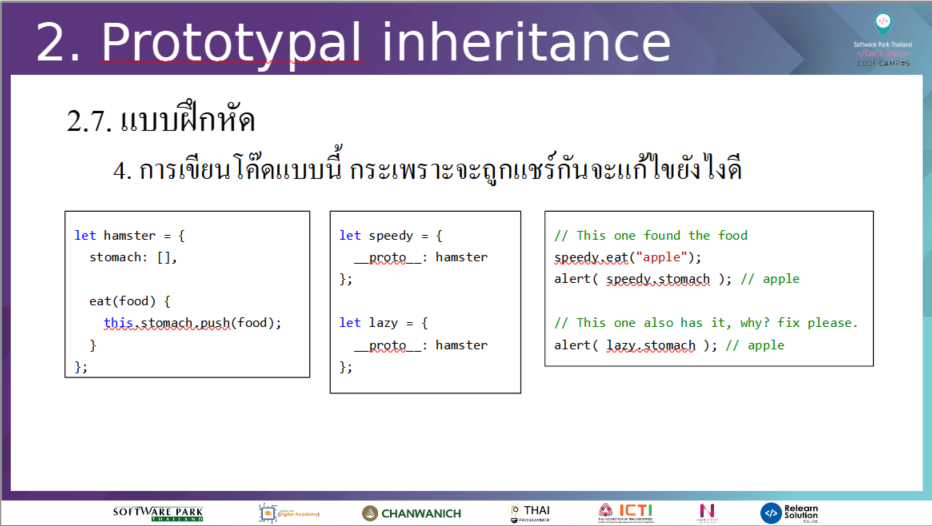 2. Prototypal inheritance
Software Park Thailand
CODE CAMP#5
2.7. แบบฝึกหัด
4. การเขียนโค๊ดแบบนี้ กระเพราะจะถูกแชร์กันจะแก้ไขยังไงดี
let hamster = {
stomach: [],
eat(food) {
this.stomach.push(food);
}
};
let speedy = {
__proto__: hamster
};
let lazy = {
__proto__: hamster
};
// This one found the food
speedy.eat("apple");
alert( speedy.stomach ); // apple
// This one also has it, why? fix please.
alert( lazy.stomach ); // apple
SOFTWARE PARK
THAILAND
Digital Academy
CHANWANICH
THAI
PROGRAMMER
ICTI
Relearn
Solution
Co.,Ltd.